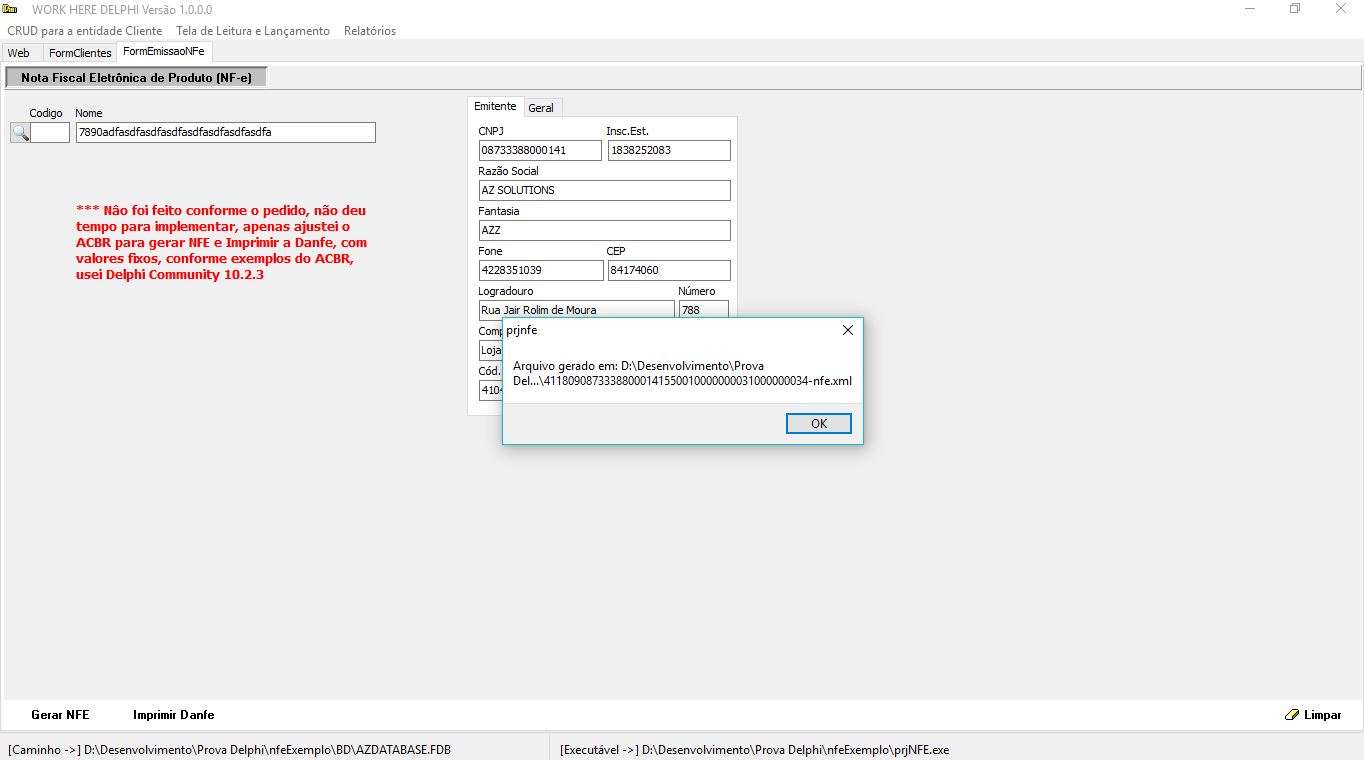 WORK HERE DELPHI Versão 1.0.0.0
CRUD para a entidade Cliente Tela de Leitura e Lançamento Relatórios
Web FormClientes FormEmissaoNFe
Nota Fiscal Eletrônica de Produto (NF-e)
Codigo Nome
7890adfasdfasdfasdfasdfasdfasdfasdfa
*** Nâo foi feito conforme o pedido, não deu
tempo para implementar, apenas ajustei o
ACBR para gerar NFE e Imprimir a Danfe, com
valores fixos, conforme exemplos do ACBR,
usei Delphi Community 10.2.3
Emitente Geral
CNPJ Insc.Est.
08733388000141 1838252083
Razão Social
AZ SOLUTIONS
Fantasia
AZZ
Fone CEP
4228351039 84174060
Logradouro Número
Rua Jair Rolim de Moura 788
Comp
Loja
Cód.
410
prjnfe
Arquivo gerado em: D:\Desenvolvimento\Prova
Del...\41180908733388000141550010000000031000000034-nfe.xml
OK
Gerar NFE Imprimir Danfe Limpar
[Caminho ->] D:\Desenvolvimento\Prova Delphi\nfeExemplo\BD\AZDATABASE.FDB [Executável ->] D:\Desenvolvimento\Prova Delphi\nfeExemplo\prjNFE.exe